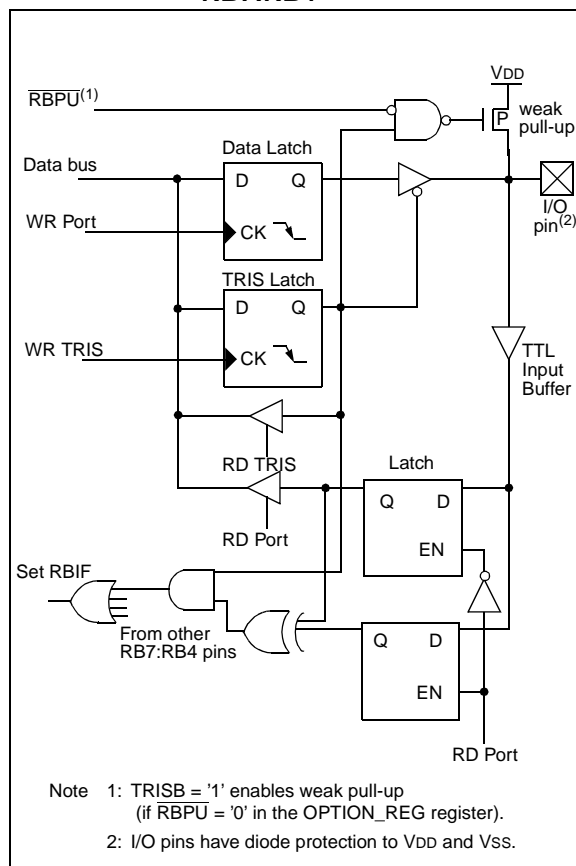 RBPU(1)
VDD
P
weak
pull-up
Data Latch
Data bus
D Q
WR Port
CK
I/O
pin(2)
TRIS Latch
D Q
WR TRIS
CK
TTL
Input
Buffer
RD TRIS
Latch
Q D
RD Port
EN
Set RBIF
From other
RB7:RB4 pins
Q D
EN
RD Port
Note 1: TRISB = '1' enables weak pull-up
(if RBPU = '0' in the OPTION_REG register).
2: I/O pins have diode protection to VDD and VSS.